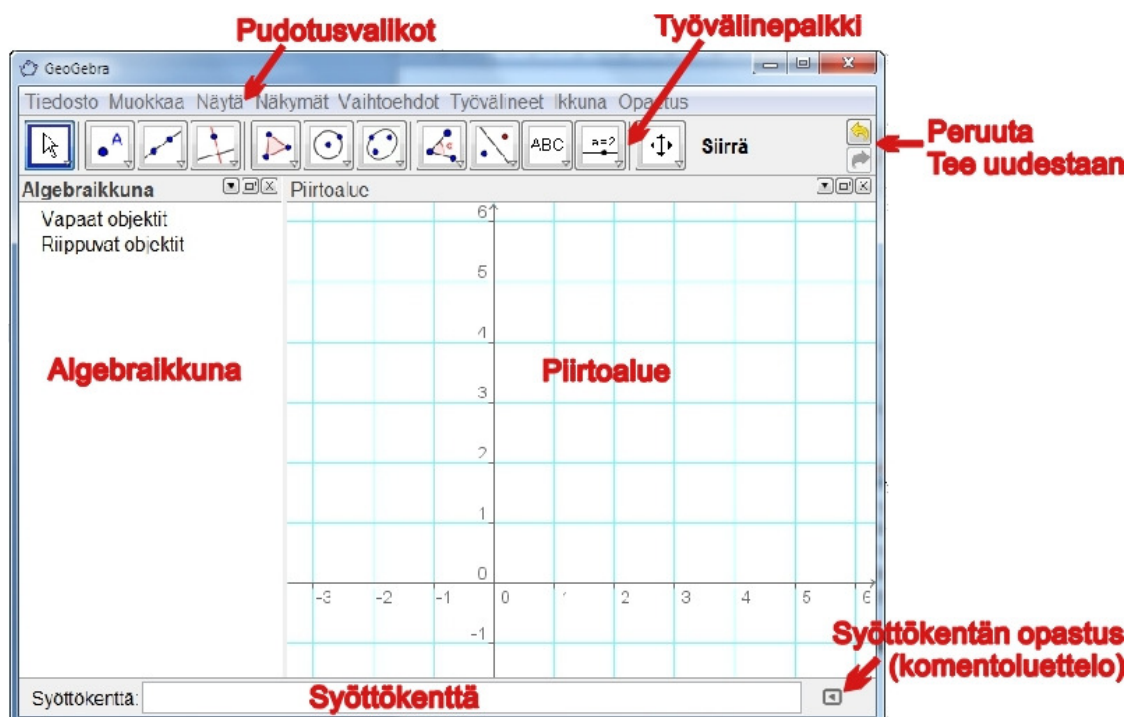 Pudotusvalikot
Työvälinepalkki
GeoGebra
Tiedosto Muokkaa Näytä Näkymät Vaihtoehdot Työvälineet Ikkuna Opastus
A
α
ABC
a=2
Siirrä
Peruuta
Tee uudestaan
Algebraikkuna
Piirtoalue
Vapaat objektit
Riippuvat objektit
Algebraikkuna
Piirtoalue
6
5
4
3
2
1
0
-1
-3 -2 -1 0 1 2 3 4 5 6
Syöttökentän opastus
(komentoluettelo)
Syöttökenttä:
Syöttökenttä